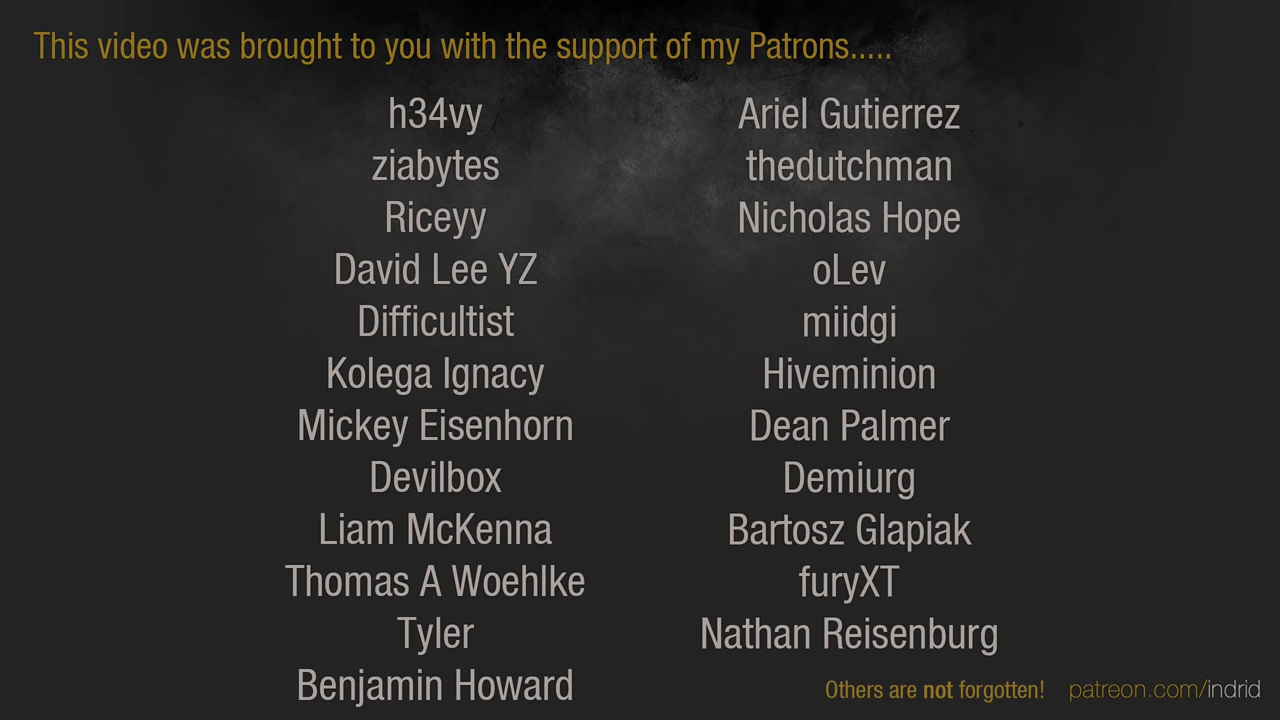 This video was brought to you with the support of my Patrons.....
h34vy
ziabytes
Riceyy
David Lee YZ
Difficultist
Kolega Ignacy
Mickey Eisenhorn
Devilbox
Liam McKenna
Thomas A Woehlke
Tyler
Benjamin Howard
Ariel Gutierrez
thedutchman
Nicholas Hope
oLev
miidgi
Hiveminion
Dean Palmer
Demiurg
Bartosz Glapiak
furyXT
Nathan Reisenburg
Others are not forgotten! patreon.com/indrid